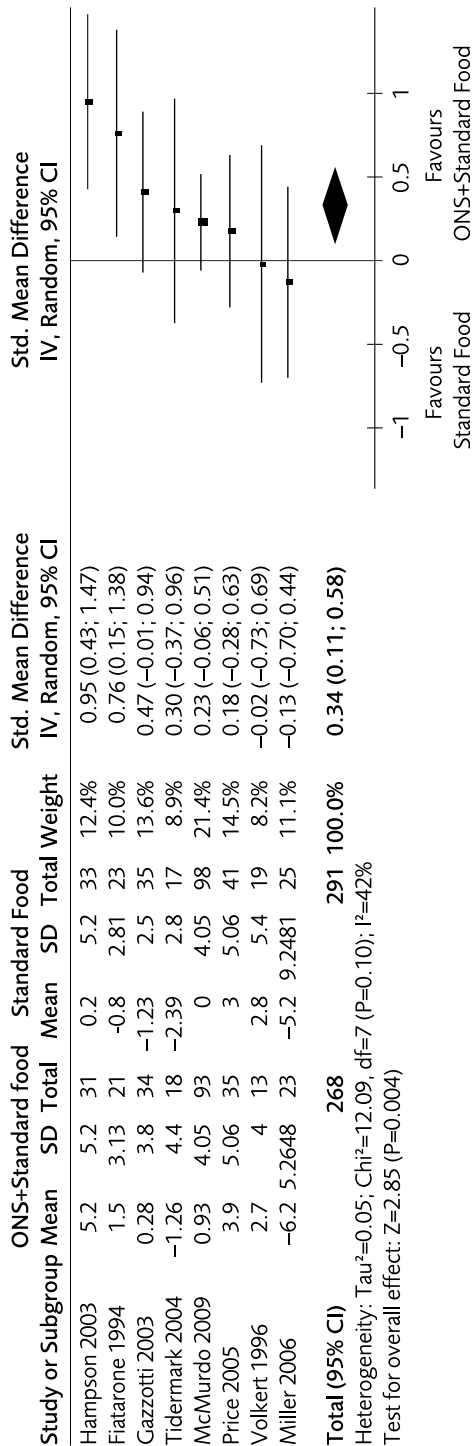 ONS+Standard food Standard Food Std. Mean Difference Std. Mean Difference
Study or Subgroup Mean SD Total Mean SD Total Weight IV, Random, 95% CI IV, Random, 95% CI
Hampson 2003 5.2 5.2 31 0.2 5.2 33 12.4% 0.95 (0.43; 1.47)
Fiatarone 1994 1.5 3.13 21 -0.8 2.81 23 10.0% 0.76 (0.15; 1.38)
Gazzotti 2003 0.28 3.8 34 −1.23 2.5 35 13.6% 0.47 (−0.01; 0.94)
Tidermark 2004 −1.26 4.4 18 −2.39 2.8 17 8.9% 0.30 (−0.37; 0.96)
McMurdo 2009 0.93 4.05 93 0 4.05 98 21.4% 0.23 (−0.06; 0.51)
Price 2005 3.9 5.06 35 3 5.06 41 14.5% 0.18 (−0.28; 0.63)
Volkert 1996 2.7 4 13 2.8 5.4 19 8.2% −0.02 (−0.73; 0.69)
Miller 2006 −6.2 5.2648 23 −5.2 9.2481 25 11.1% −0.13 (−0.70; 0.44)
Total (95% CI) 268 291 100.0% 0.34 (0.11; 0.58)
Heterogeneity: Tau²=0.05; Chi²=12.09, df=7 (P=0.10); I²=42%
Test for overall effect: Z=2.85 (P=0.004)
−1 −0.5 0 0.5 1
Favours Favours
Standard Food ONS+Standard Food